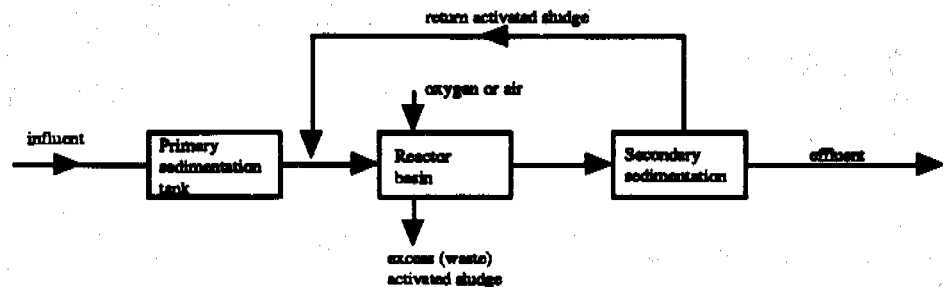 return activated sludge
oxygen or air
influent
Primary
sedimentation
tank
Reactor
basin
Secondary
sedimentation
effluent
excess (waste)
activated sludge